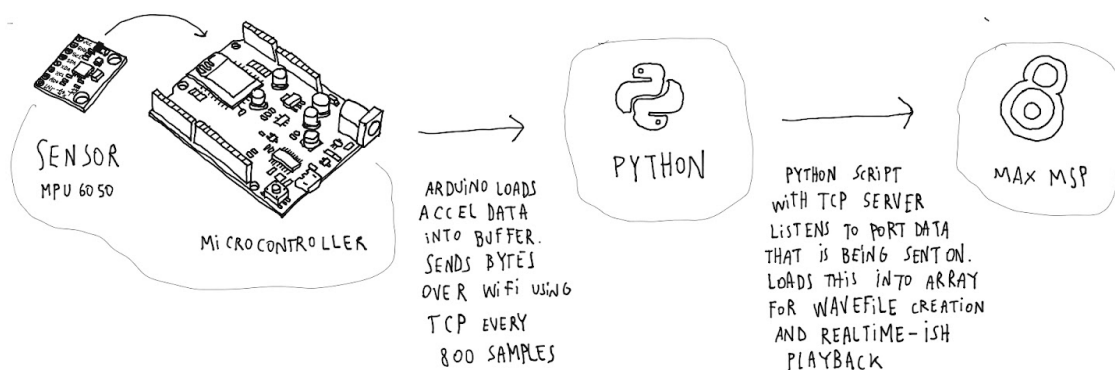 SENSOR
MPU 6050
MICROCONTROLLER
ARDUINO LOADS
ACCEL DATA
INTO BUFFER.
SENDS BYTES
OVER WIFI USING
TCP EVERY
800 SAMPLES
PYTHON
PYTHON SCRIPT
WITH TCP SERVER
LISTENS TO PORT DATA
THAT IS BEING SENT ON.
LOADS THIS INTO ARRAY
FOR WAVEFILE CREATION
AND REALTIME-ISH
PLAYBACK
MAX MSP